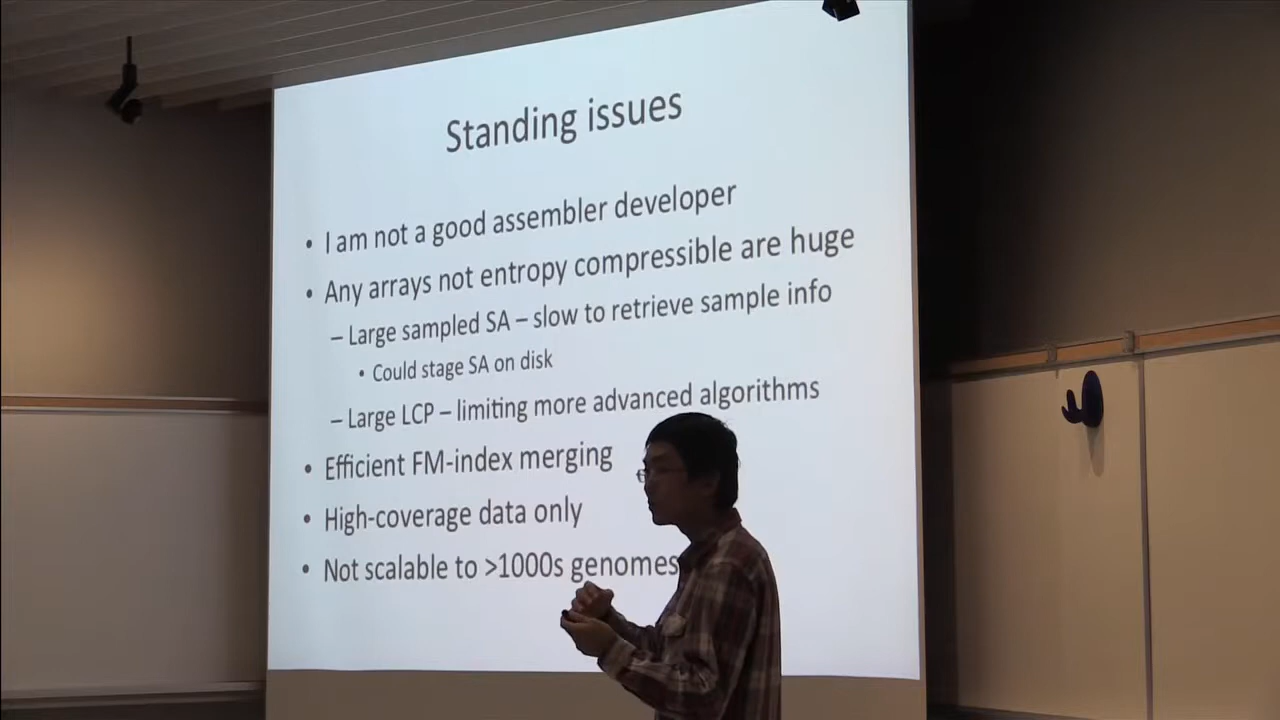 Standing issues
• I am not a good assembler developer
• Any arrays not entropy compressible are huge
– Large sampled SA – slow to retrieve sample info
• Could stage SA on disk
– Large LCP – limiting more advanced algorithms
• Efficient FM-index merging
• High-coverage data only
• Not scalable to >1000s genomes